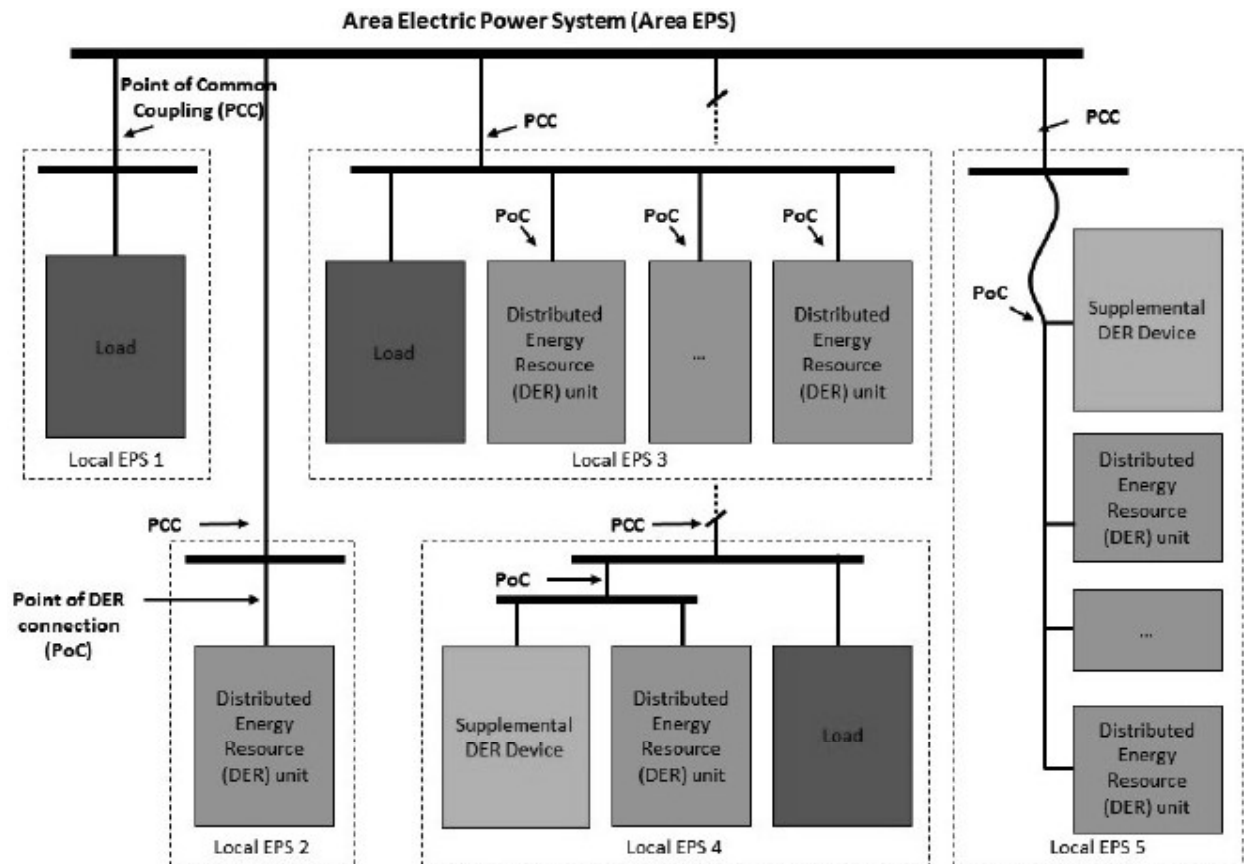 Area Electric Power System (Area EPS)
Point of Common
Coupling (PCC)
PCC
PCC
Load
Local EPS 1
PoC
PoC
PoC
Load
Distributed
Energy
Resource
(DER) unit
...
Distributed
Energy
Resource
(DER) unit
Local EPS 3
PoC
Supplemental
DER Device
Distributed
Energy
Resource
(DER) unit
...
Distributed
Energy
Resource
(DER) unit
Local EPS 5
PCC
Point of DER
connection
(PoC)
Distributed
Energy
Resource
(DER) unit
Local EPS 2
PCC
PoC
Supplemental
DER Device
Distributed
Energy
Resource
(DER) unit
Load
Local EPS 4